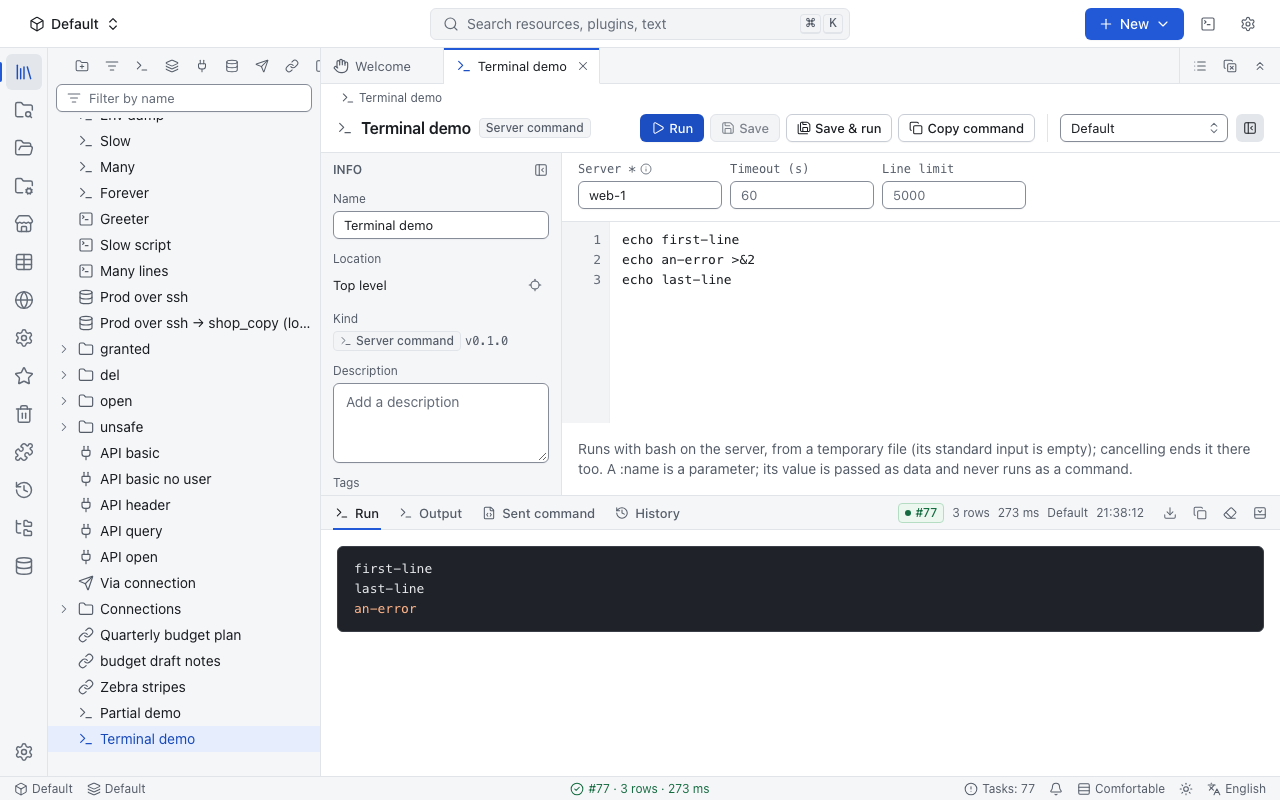 Default
Search resources, plugins, text
⌘ K
New
Filter by name
Slow
Many
Forever
Greeter
Slow script
Many lines
Prod over ssh
Prod over ssh → shop_copy (lo...
granted
del
open
unsafe
API basic
API basic no user
API header
API query
API open
Via connection
Connections
Quarterly budget plan
budget draft notes
Zebra stripes
Partial demo
Terminal demo
Welcome
Terminal demo
Terminal demo
Terminal demo
Server command
Run
Save
Save & run
Copy command
Default
INFO
Name
Terminal demo
Location
Top level
Kind
Server command v0.1.0
Description
Add a description
Tags
Server * Timeout (s) Line limit
web-1 60 5000
1 echo first-line
2 echo an-error >&2
3 echo last-line
Runs with bash on the server, from a temporary file (its standard input is empty); cancelling ends it there
too. A :name is a parameter; its value is passed as data and never runs as a command.
Run Output Sent command History
#77 3 rows 273 ms Default 21:38:12
first-line
last-line
an-error
Default Default
#77 · 3 rows · 273 ms
Tasks: 77 Comfortable English